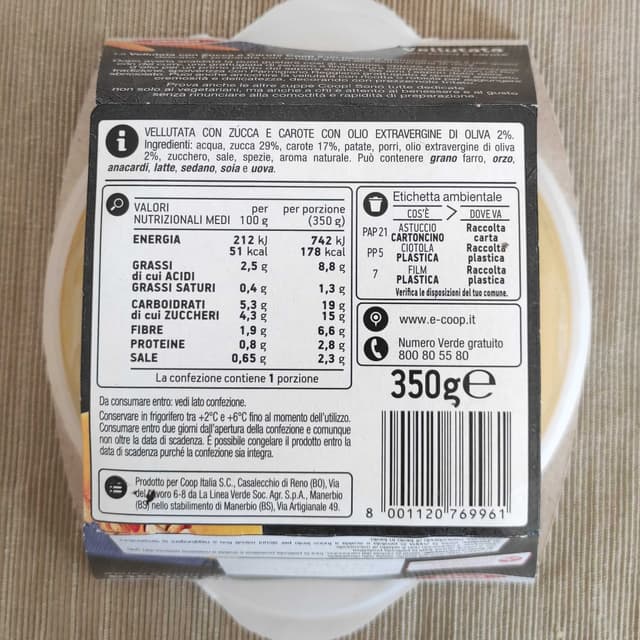 Vellutata
Prova anche le altre zuppe Coop! Sono tutte dedicate
non solo ai vegetariani, ma anche a chi è attento al benessere e al gusto
senza rinunciare alla comodità e rapidità di preparazione.
VELLUTATA CON ZUCCA E CAROTE CON OLIO EXTRAVERGINE DI OLIVA 2%.
Ingredienti: acqua, zucca 29%, carote 17%, patate, porri, olio extravergine di oliva
2%, zucchero, sale, spezie, aroma naturale. Può contenere grano farro, orzo,
anacardi, latte, sedano, soia e uova.
VALORI NUTRIZIONALI MEDI per 100 g per porzione (350 g)
ENERGIA 212 kJ 742 kJ
51 kcal 178 kcal
GRASSI 2,5 g 8,8 g
di cui ACIDI
GRASSI SATURI 0,4 g 1,3 g
CARBOIDRATI 5,3 g 19 g
di cui ZUCCHERI 4,3 g 15 g
FIBRE 1,9 g 6,6 g
PROTEINE 0,8 g 2,8 g
SALE 0,65 g 2,3 g
La confezione contiene 1 porzione
Etichetta ambientale
COS'È > DOVE VA
PAP 21 ASTUCCIO CARTONCINO Raccolta carta
PP 5 CIOTOLA PLASTICA Raccolta plastica
7 FILM PLASTICA Raccolta plastica
Verifica le disposizioni del tuo comune.
www.e-coop.it
Numero Verde gratuito
800 80 55 80
350g e
Da consumare entro: vedi lato confezione.
Conservare in frigorifero tra +2°C e +6°C fino al momento dell'utilizzo.
Consumare entro due giorni dall'apertura della confezione e comunque
non oltre la data di scadenza. È possibile congelare il prodotto entro la
data di scadenza purché la confezione sia integra.
Prodotto per Coop Italia S.C., Casalecchio di Reno (BO), Via
del Lavoro 6-8 da La Linea Verde Soc. Agr. S.p.A., Manerbio
(BS) nello stabilimento di Manerbio (BS), Via Artigianale 49.
8 001120 769961